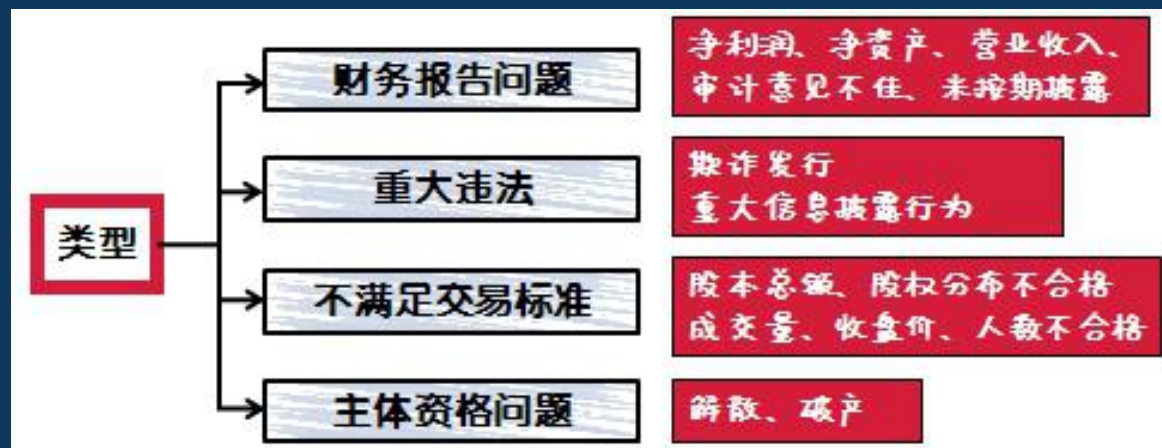 类型
财务报告问题
净利润、净资产、营业收入、
审计意见不佳、未按期披露
重大违法
欺诈发行
重大信息披露行为
不满足交易标准
股本总额、股权分布不合格
成交量、收盘价、人数不合格
主体资格问题
解散、破产